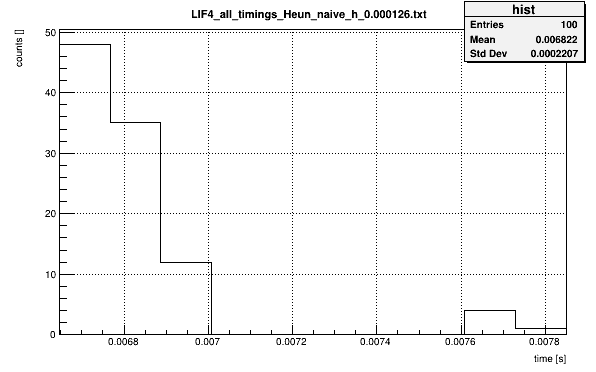 LIF4_all_timings_Heun_naive_h_0.000126.txt
hist
Entries 100
Mean 0.006822
Std Dev 0.0002207
counts []
50
40
30
20
10
0
0.0068 0.007 0.0072 0.0074 0.0076 0.0078
time [s]